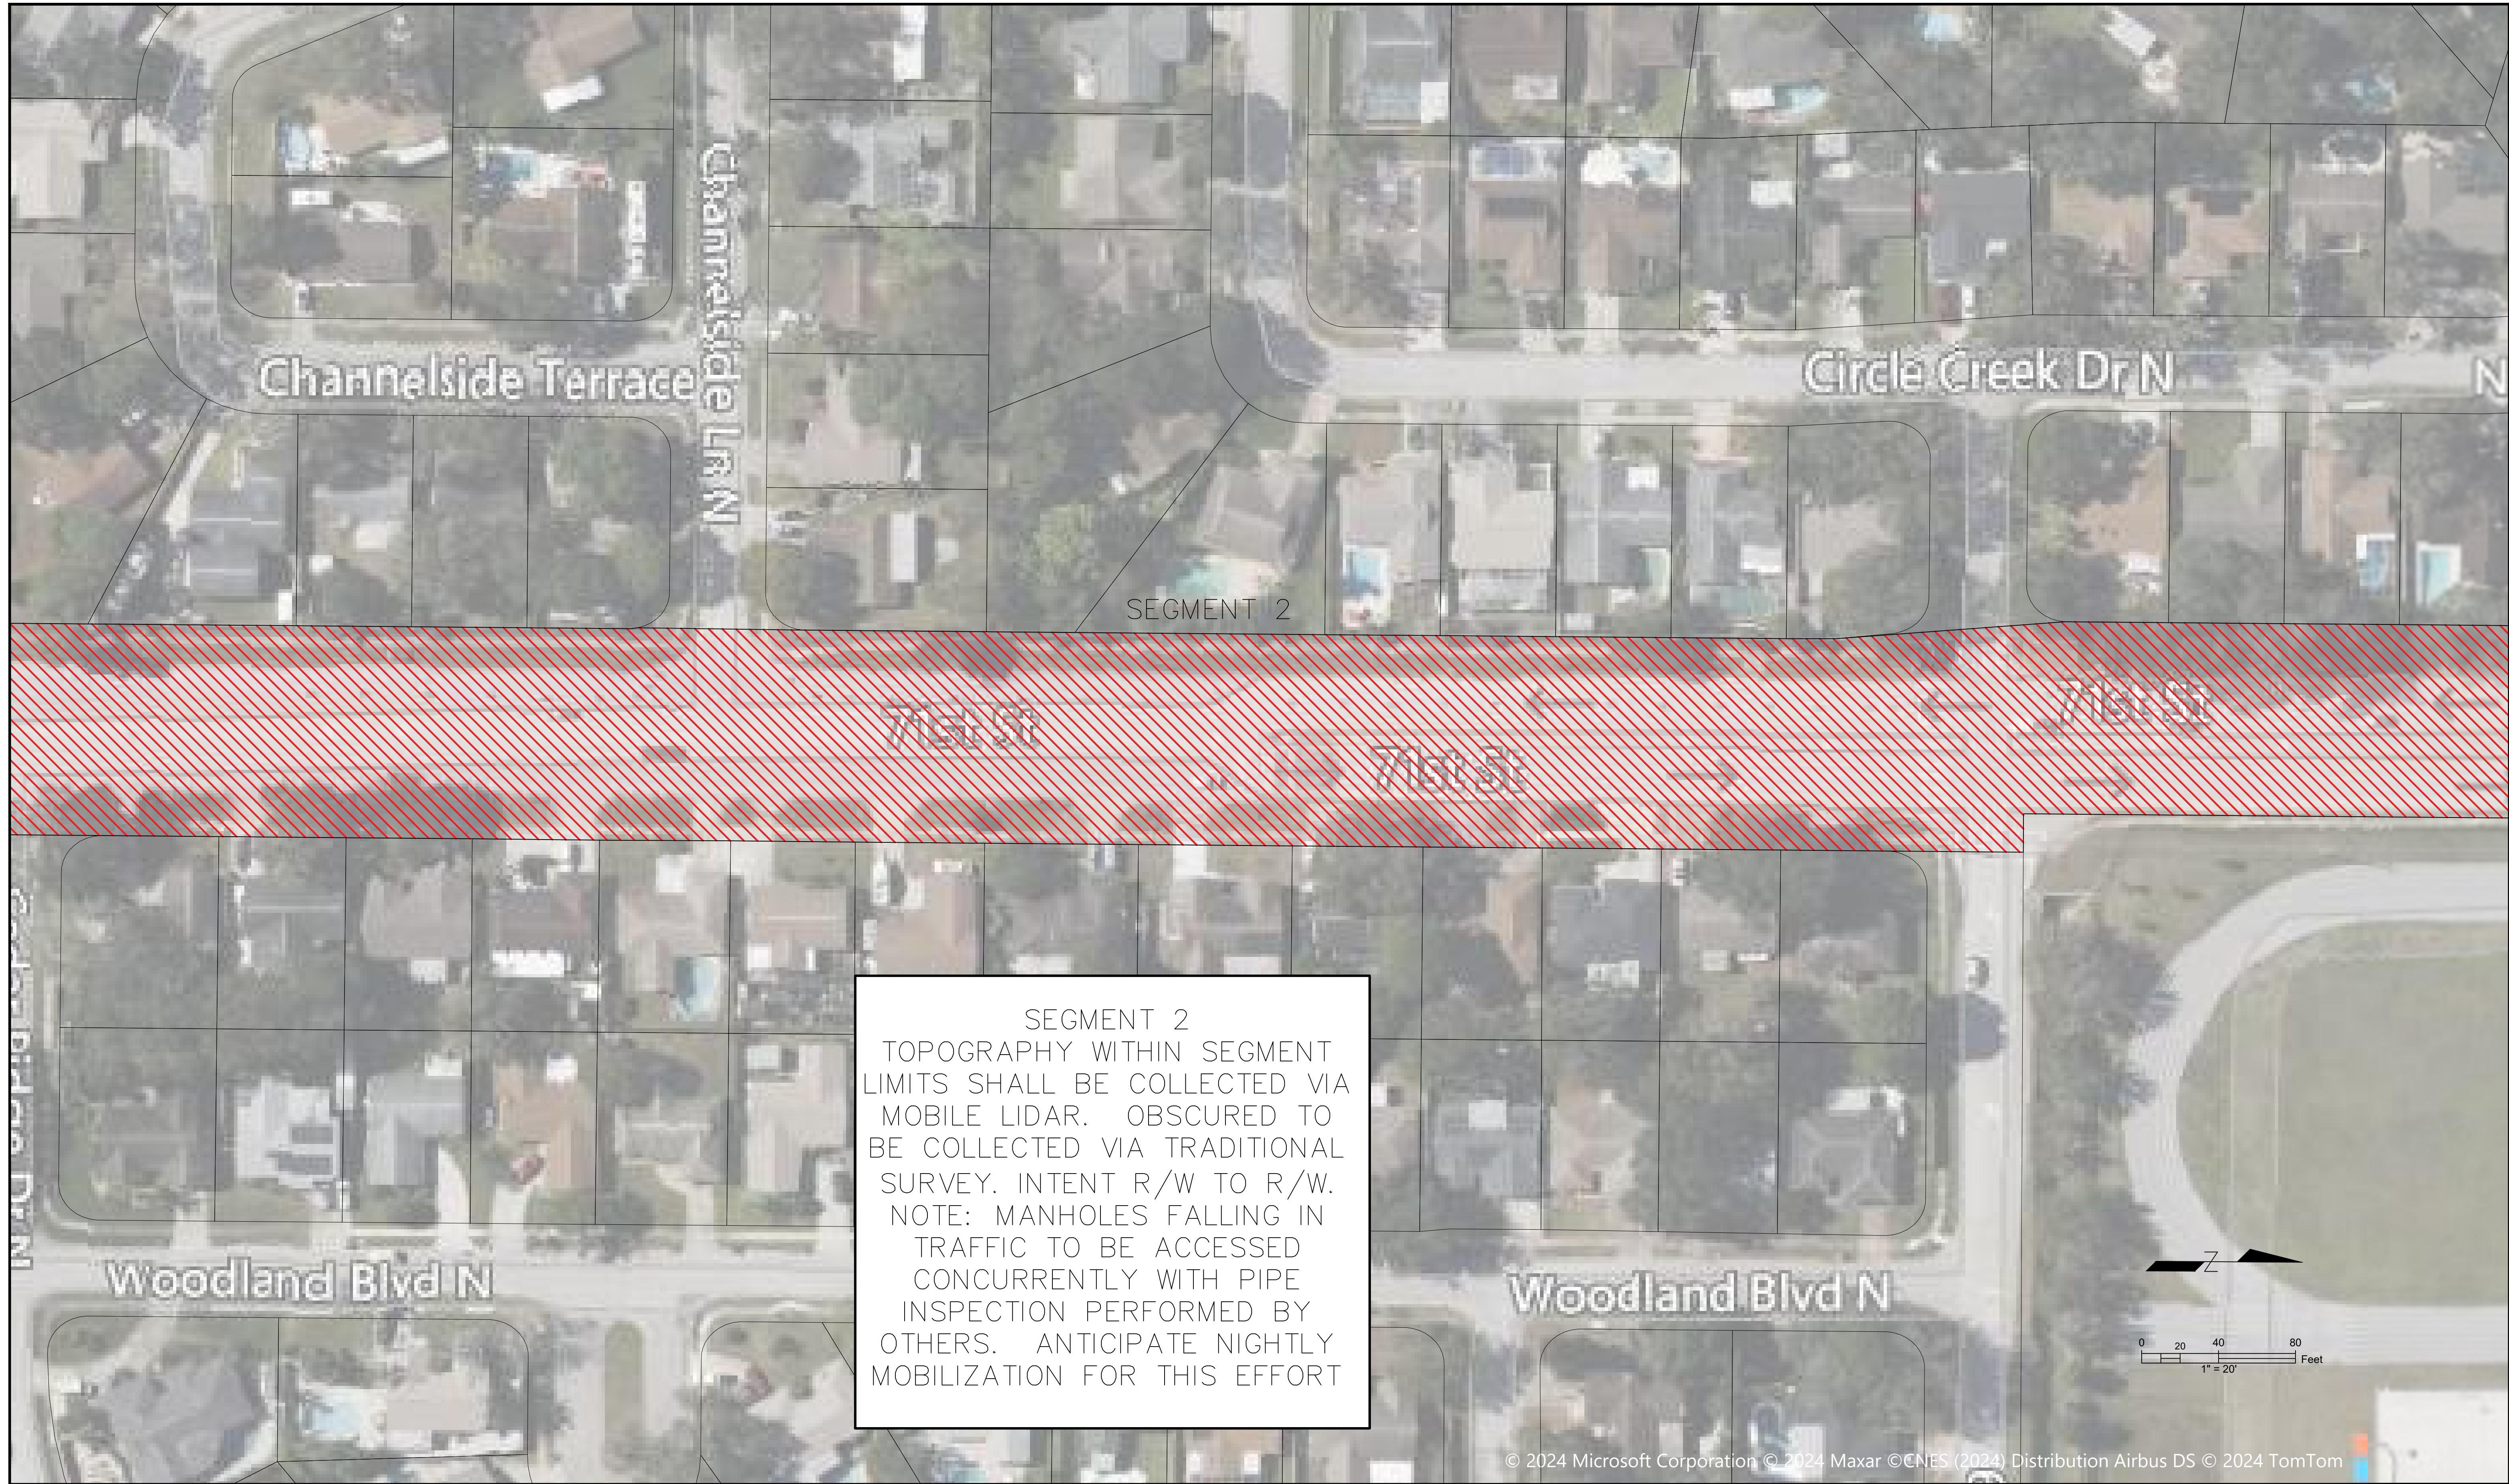 Channelside Ln N
Channelside Terrace
Circle Creek Dr N
N
SEGMENT 2
71st St
71st St
71st St
N
Dr N
SEGMENT 2
TOPOGRAPHY WITHIN SEGMENT
LIMITS SHALL BE COLLECTED VIA
MOBILE LIDAR. OBSCURED TO
BE COLLECTED VIA TRADITIONAL
SURVEY. INTENT R/W TO R/W.
NOTE: MANHOLES FALLING IN
TRAFFIC TO BE ACCESSED
CONCURRENTLY WITH PIPE
INSPECTION PERFORMED BY
OTHERS. ANTICIPATE NIGHTLY
MOBILIZATION FOR THIS EFFORT
Woodland Blvd N
Woodland Blvd N
N
0 20 40 80
Feet
1" = 20'
© 2024 Microsoft Corporation © 2024 Maxar ©CNES (2024) Distribution Airbus DS © 2024 TomTom